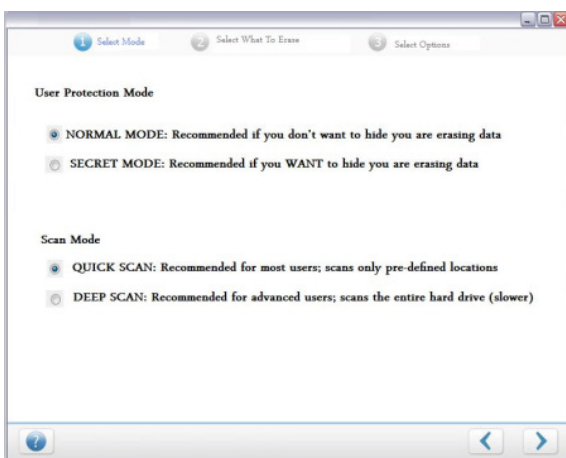 1 Select Mode 2 Select What To Erase 3 Select Options
User Protection Mode
NORMAL MODE: Recommended if you don't want to hide you are erasing data
SECRET MODE: Recommended if you WANT to hide you are erasing data
Scan Mode
QUICK SCAN: Recommended for most users; scans only pre-defined locations
DEEP SCAN: Recommended for advanced users; scans the entire hard drive (slower)
?